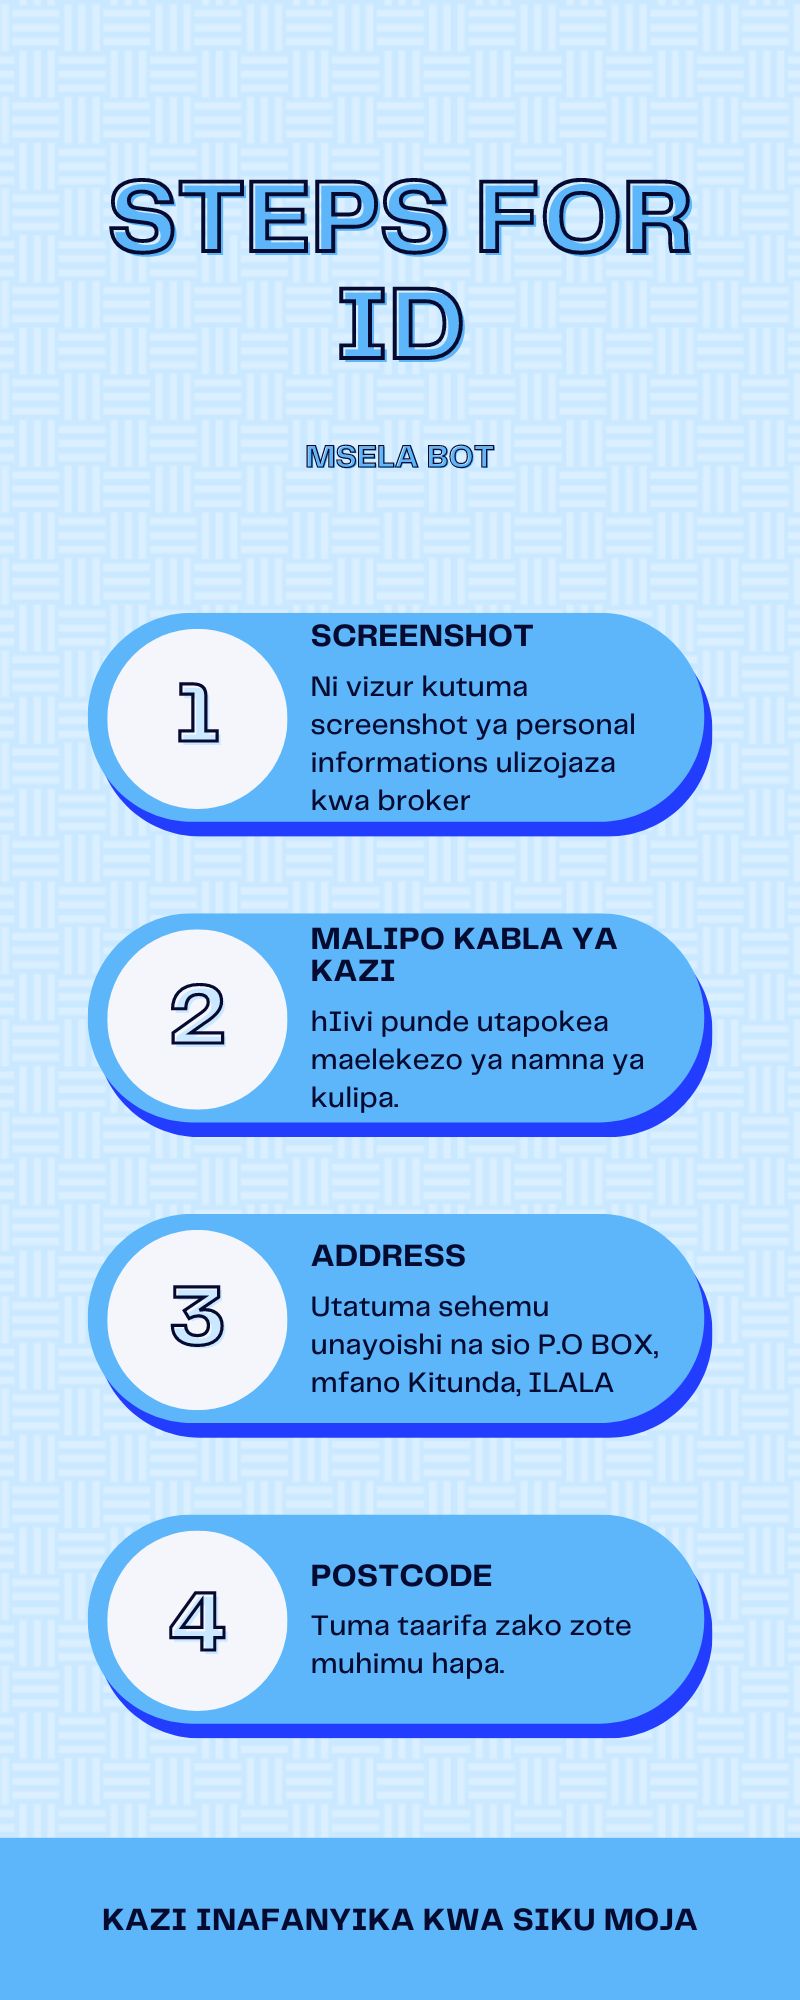 STEPS FOR
ID
MSELA BOT
1
SCREENSHOT
Ni vizur kutuma
screenshot ya personal
informations ulizojaza
kwa broker
2
MALIPO KABLA YA
KAZI
hIivi punde utapokea
maelekezo ya namna ya
kulipa.
3
ADDRESS
Utatuma sehemu
unayoishi na sio P.O BOX,
mfano Kitunda, ILALA
4
POSTCODE
Tuma taarifa zako zote
muhimu hapa.
KAZI INAFANYIKA KWA SIKU MOJA